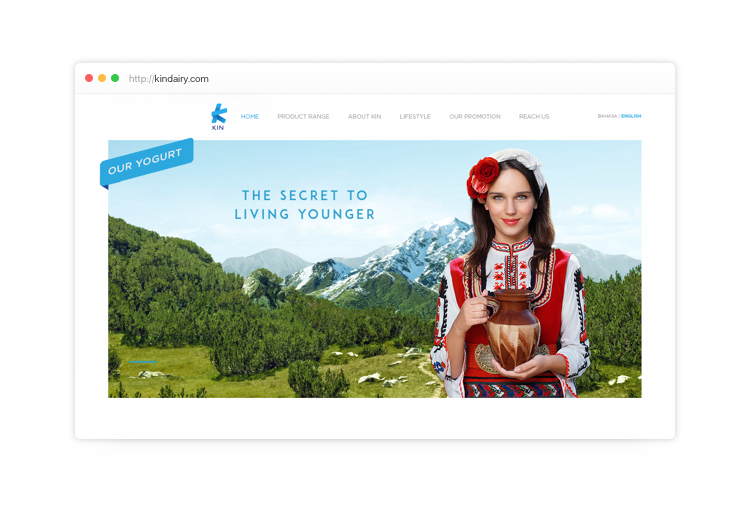 http://kindairy.com
KIN
HOME PRODUCT RANGE ABOUT KIN LIFESTYLE OUR PROMOTION REACH US
BAHASA | ENGLISH
OUR YOGURT
THE SECRET TO
LIVING YOUNGER